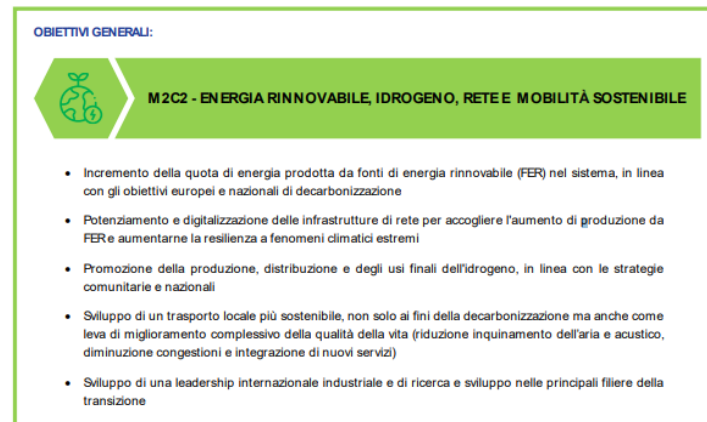 OBIETTIVI GENERALI:
M2C2 - ENERGIA RINNOVABILE, IDROGENO, RETE E MOBILITÀ SOSTENIBILE
• Incremento della quota di energia prodotta da fonti di energia rinnovabile (FER) nel sistema, in linea
con gli obiettivi europei e nazionali di decarbonizzazione
• Potenziamento e digitalizzazione delle infrastrutture di rete per accogliere l'aumento di produzione da
FER e aumentarne la resilienza a fenomeni climatici estremi
• Promozione della produzione, distribuzione e degli usi finali dell'idrogeno, in linea con le strategie
comunitarie e nazionali
• Sviluppo di un trasporto locale più sostenibile, non solo ai fini della decarbonizzazione ma anche come
leva di miglioramento complessivo della qualità della vita (riduzione inquinamento dell'aria e acustico,
diminuzione congestioni e integrazione di nuovi servizi)
• Sviluppo di una leadership internazionale industriale e di ricerca e sviluppo nelle principali filiere della
transizione